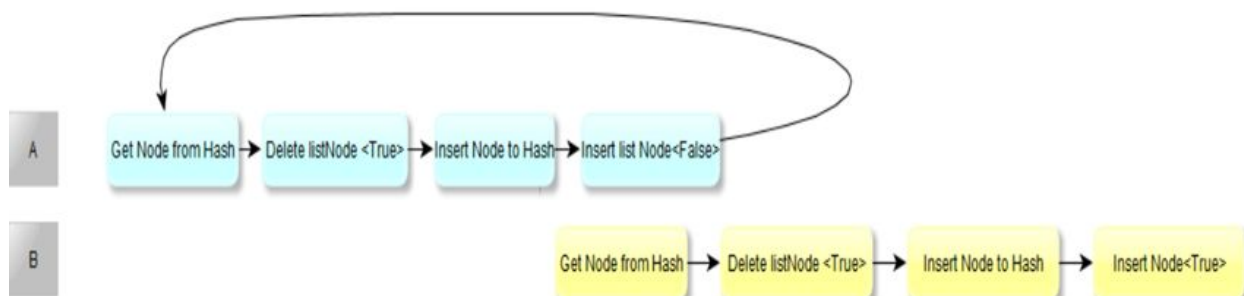 A
Get Node from Hash
Delete listNode <True>
Insert Node to Hash
Insert list Node<False>
B
Get Node from Hash
Delete listNode <True>
Insert Node to Hash
Insert Node<True>